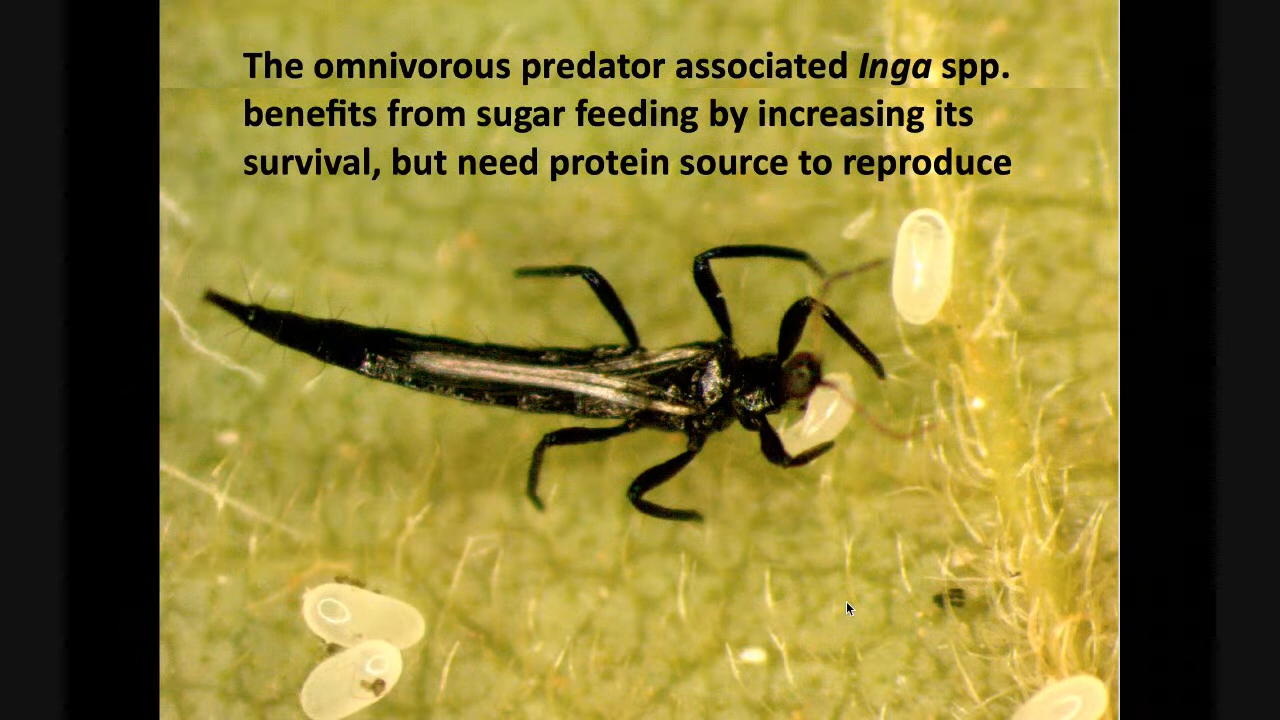 The omnivorous predator associated Inga spp.
benefits from sugar feeding by increasing its
survival, but need protein source to reproduce